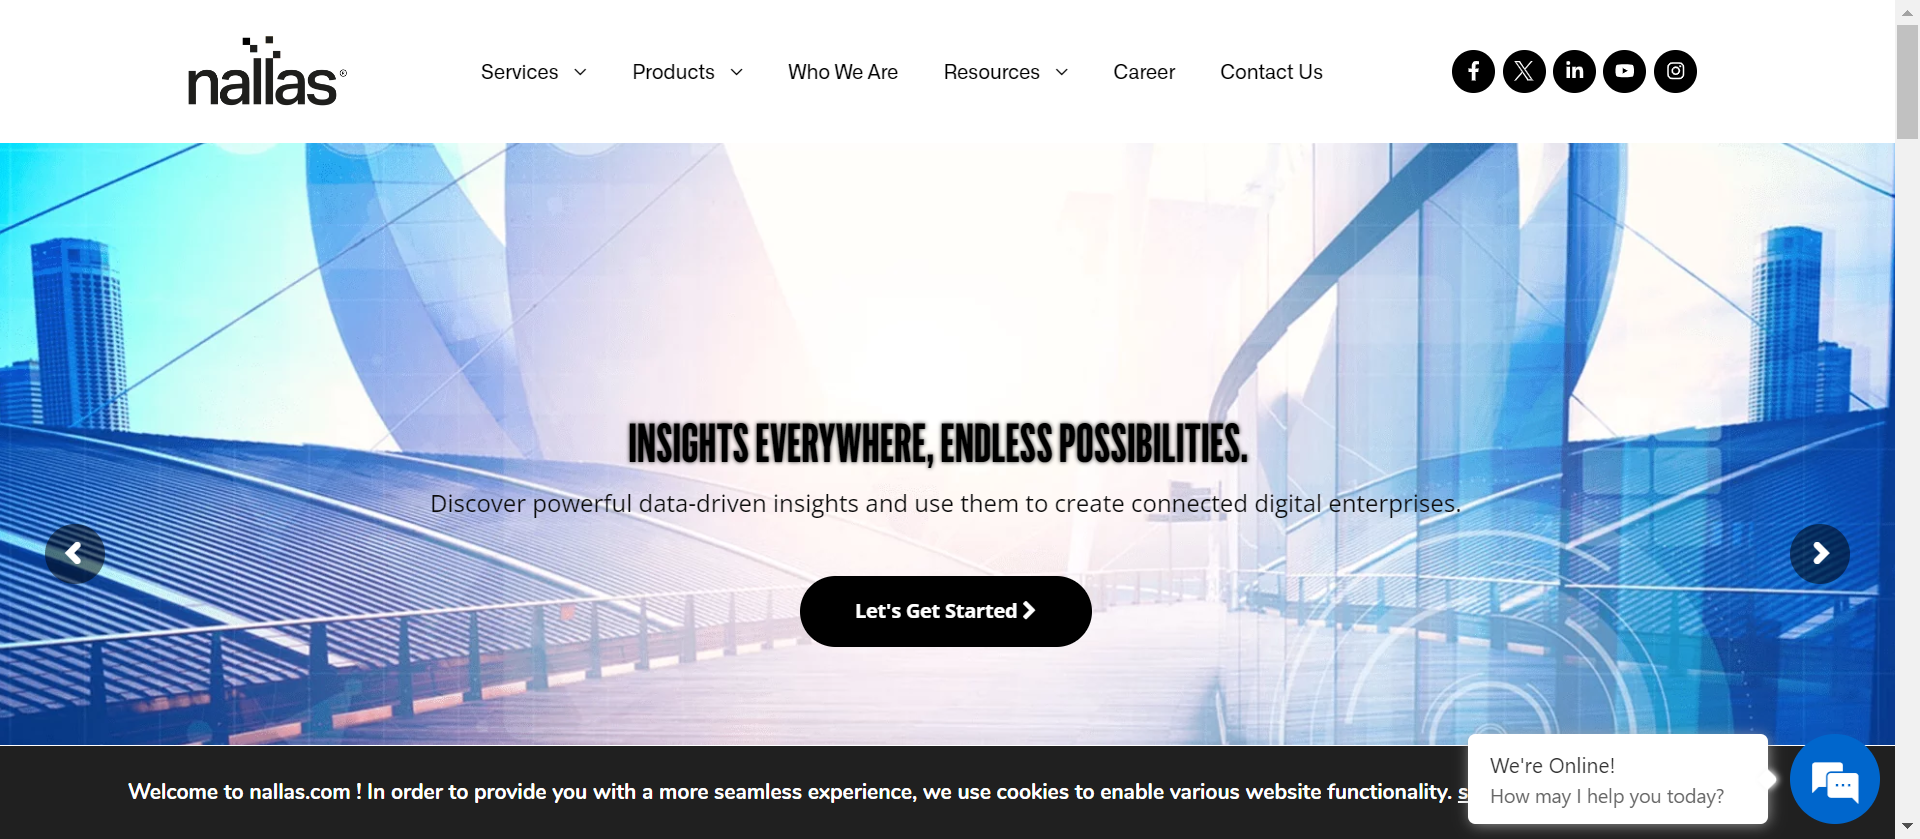 nallas®
Services
Products
Who We Are
Resources
Career
Contact Us
INSIGHTS EVERYWHERE, ENDLESS POSSIBILITIES.
Discover powerful data-driven insights and use them to create connected digital enterprises.
Let's Get Started
Welcome to nallas.com ! In order to provide you with a more seamless experience, we use cookies to enable various website functionality.
We're Online!
How may I help you today?